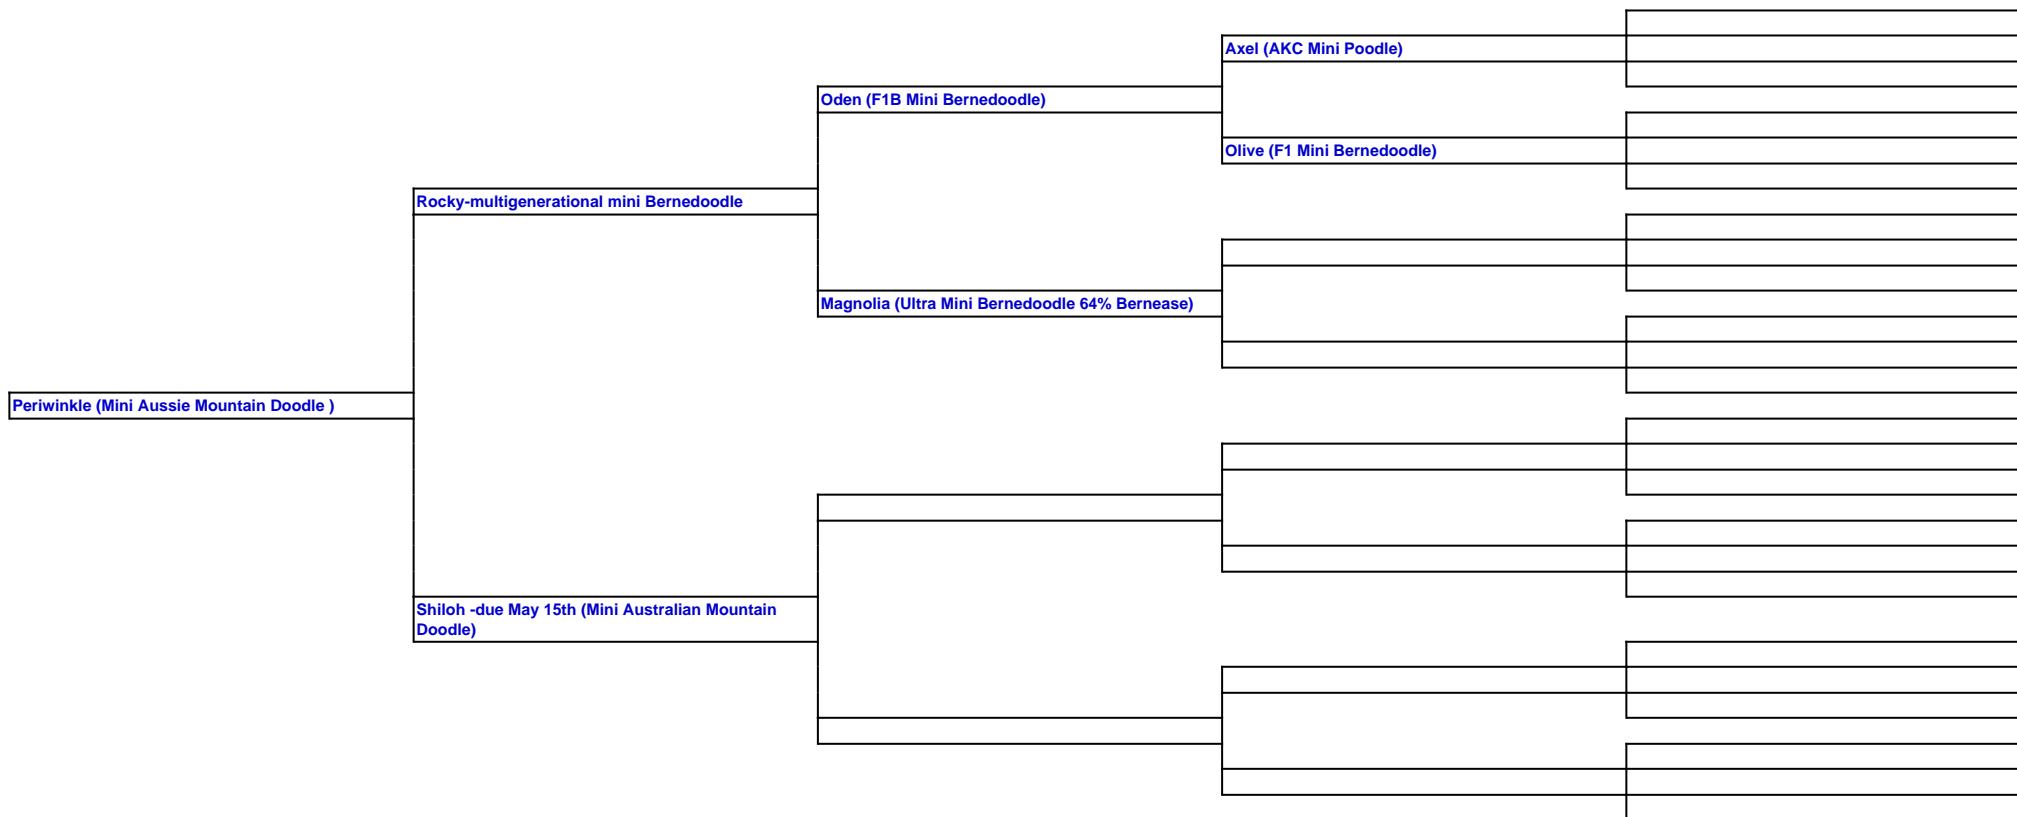 Axel (AKC Mini Poodle)
Oden (F1B Mini Bernedoodle)
Olive (F1 Mini Bernedoodle)
Rocky-multigenerational mini Bernedoodle
Magnolia (Ultra Mini Bernedoodle 64% Bernease)
Periwinkle (Mini Aussie Mountain Doodle )
Shiloh -due May 15th (Mini Australian Mountain
Doodle)